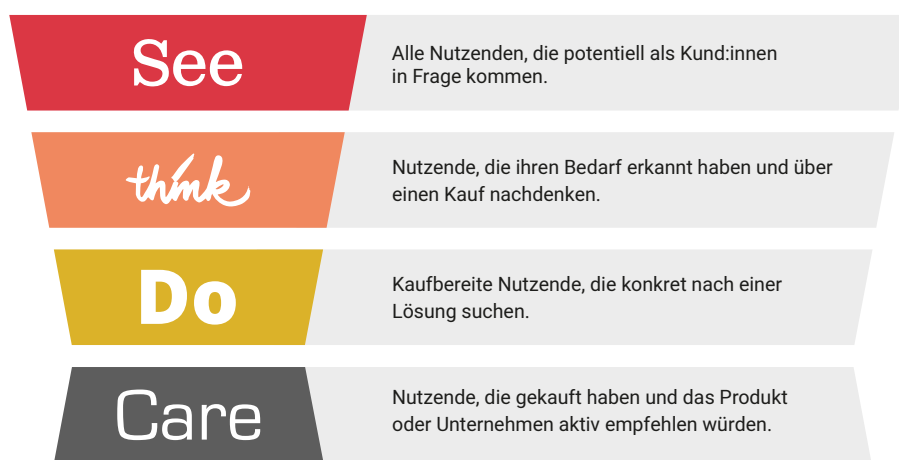 See
Alle Nutzenden, die potentiell als Kund:innen
in Frage kommen.
think
Nutzende, die ihren Bedarf erkannt haben und über
einen Kauf nachdenken.
Do
Kaufbereite Nutzende, die konkret nach einer
Lösung suchen.
Care
Nutzende, die gekauft haben und das Produkt
oder Unternehmen aktiv empfehlen würden.